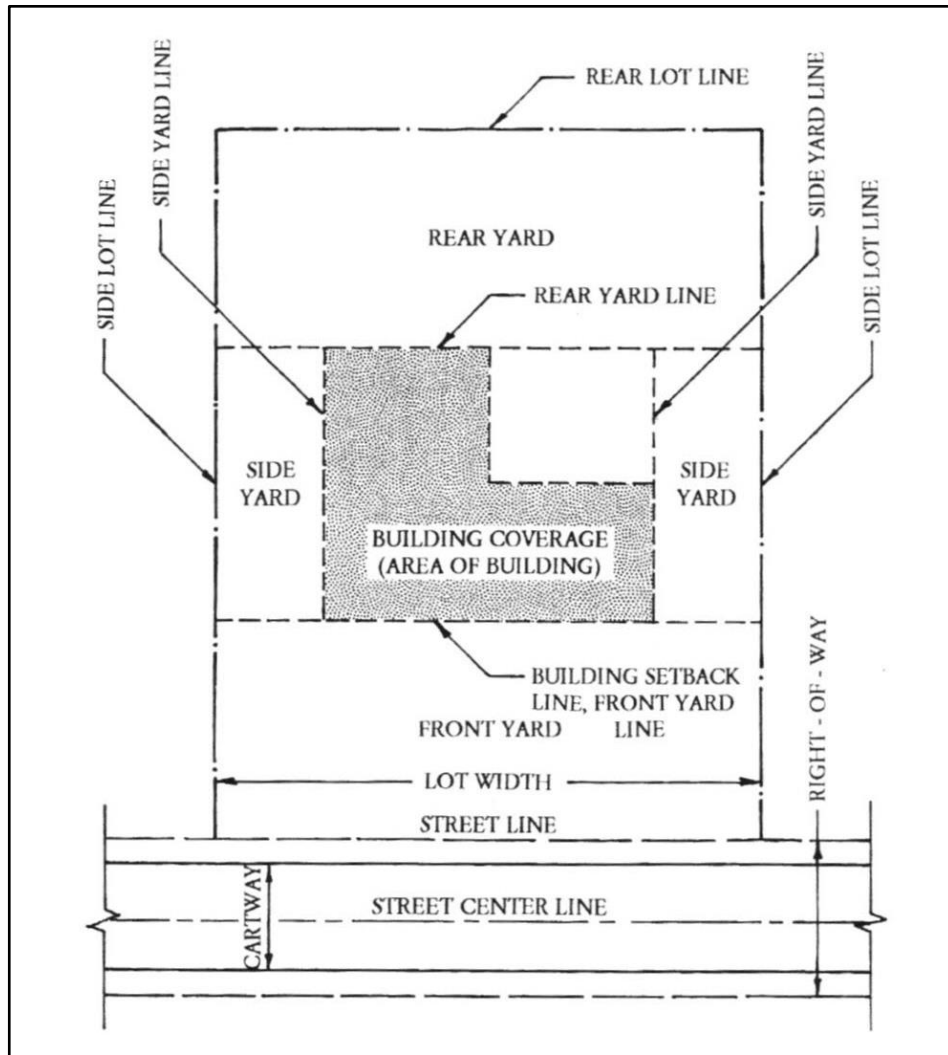 REAR LOT LINE
SIDE YARD LINE
SIDE YARD LINE
SIDE LOT LINE
SIDE LOT LINE
REAR YARD
REAR YARD LINE
SIDE
YARD
SIDE
YARD
BUILDING COVERAGE
(AREA OF BUILDING)
BUILDING SETBACK
LINE, FRONT YARD
FRONT YARD
LINE
RIGHT - OF - WAY
LOT WIDTH
STREET LINE
CARTWAY
STREET CENTER LINE